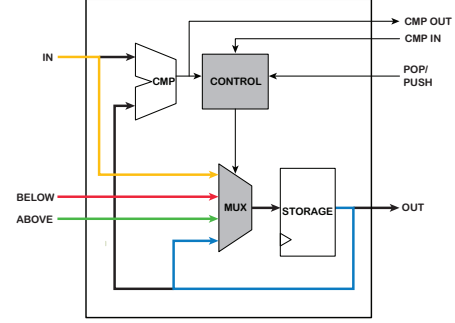 CMP OUT
CMP IN
IN
CMP
CONTROL
POP/
PUSH
BELOW
ABOVE
MUX
STORAGE
OUT